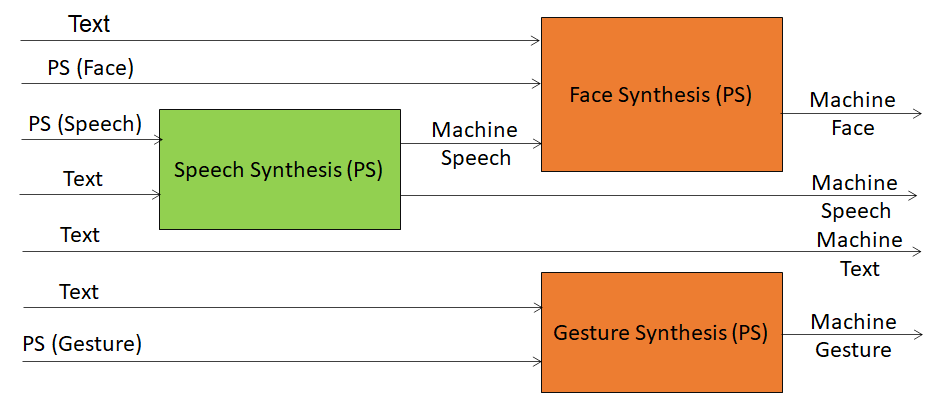 Text
PS (Face)
Face Synthesis (PS)
Machine
Face
PS (Speech)
Machine
Speech
Speech Synthesis (PS)
Text
Machine
Speech
Text
Machine
Text
Text
Machine
Gesture
Gesture Synthesis (PS)
PS (Gesture)